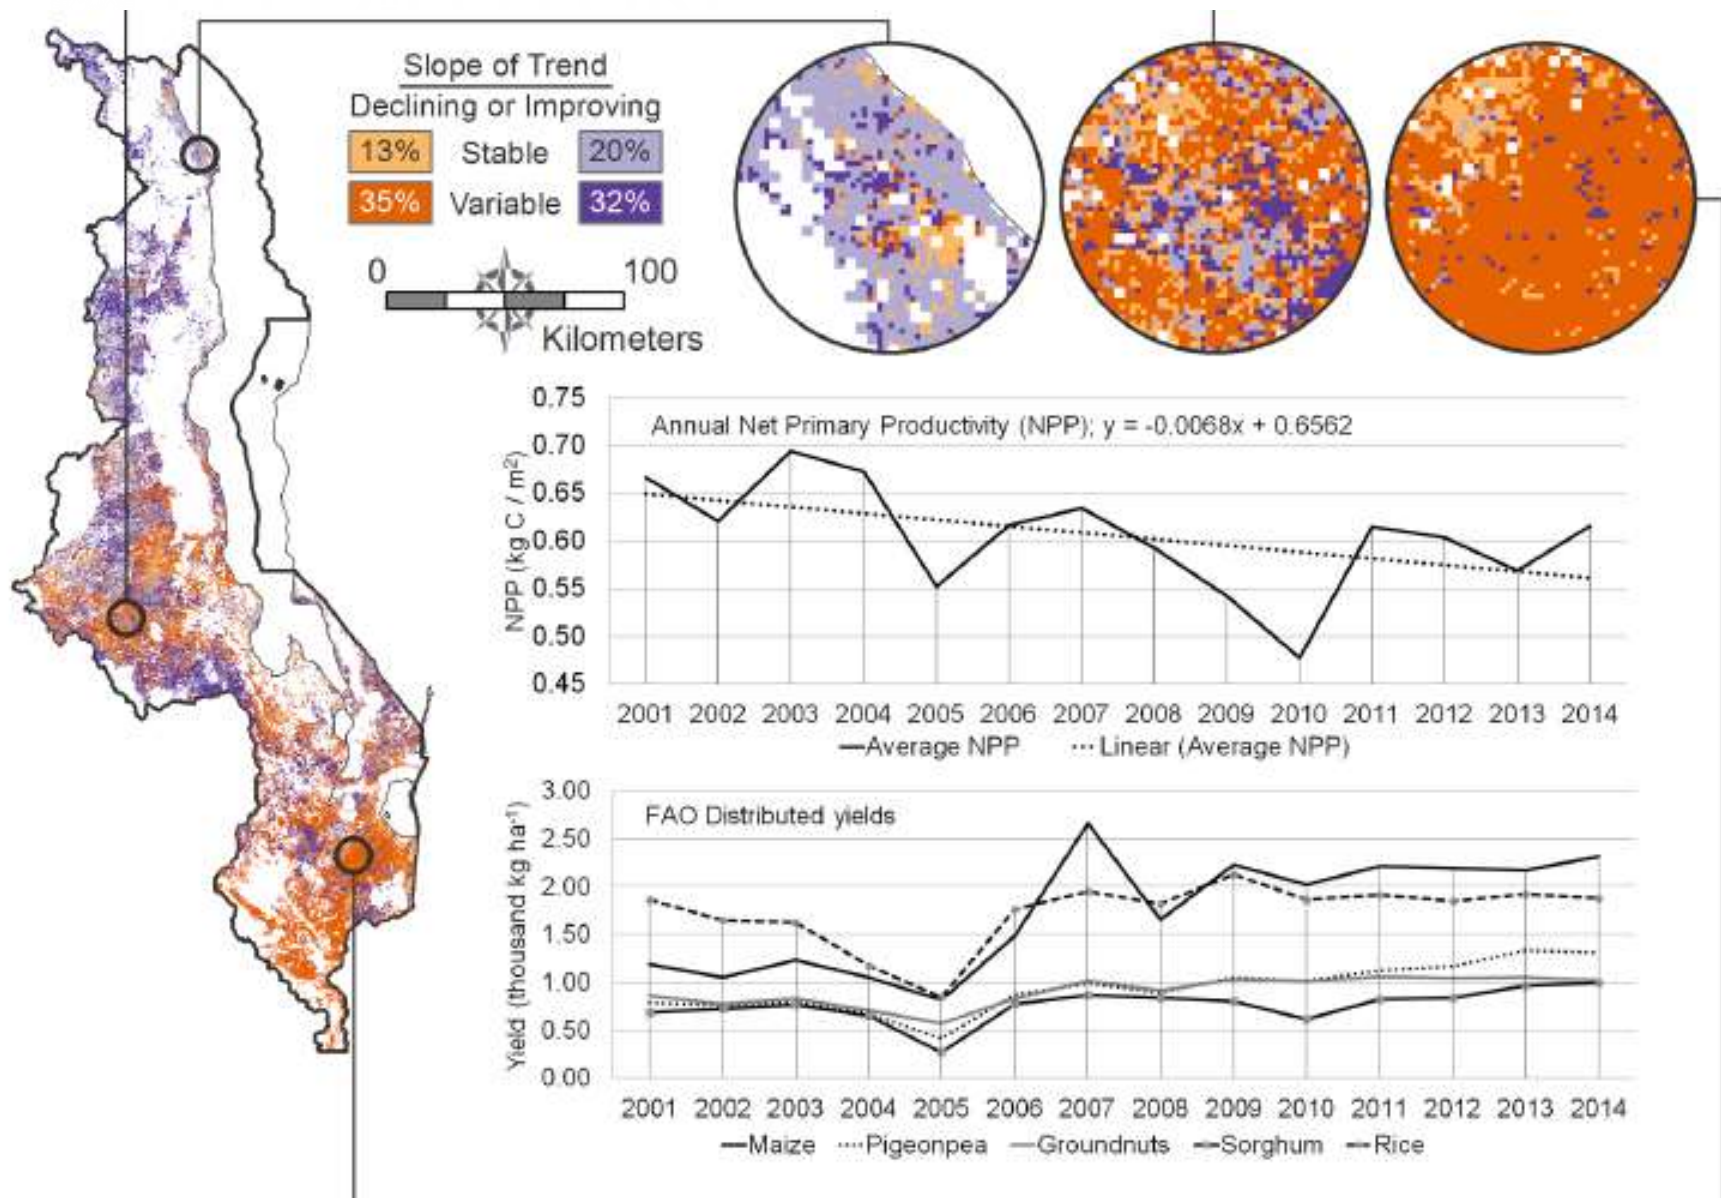 Slope of Trend
Declining or Improving
13% Stable 20%
35% Variable 32%
0 100
Kilometers
0.75
0.70
0.65
0.60
0.55
0.50
0.45
NPP (kg C / m²)
Annual Net Primary Productivity (NPP); y = -0.0068x + 0.6562
2001 2002 2003 2004 2005 2006 2007 2008 2009 2010 2011 2012 2013 2014
Average NPP Linear (Average NPP)
3.00
2.50
2.00
1.50
1.00
0.50
0.00
Yield (thousand kg ha⁻¹)
FAO Distributed yields
2001 2002 2003 2004 2005 2006 2007 2008 2009 2010 2011 2012 2013 2014
Maize Pigeonpea Groundnuts Sorghum Rice